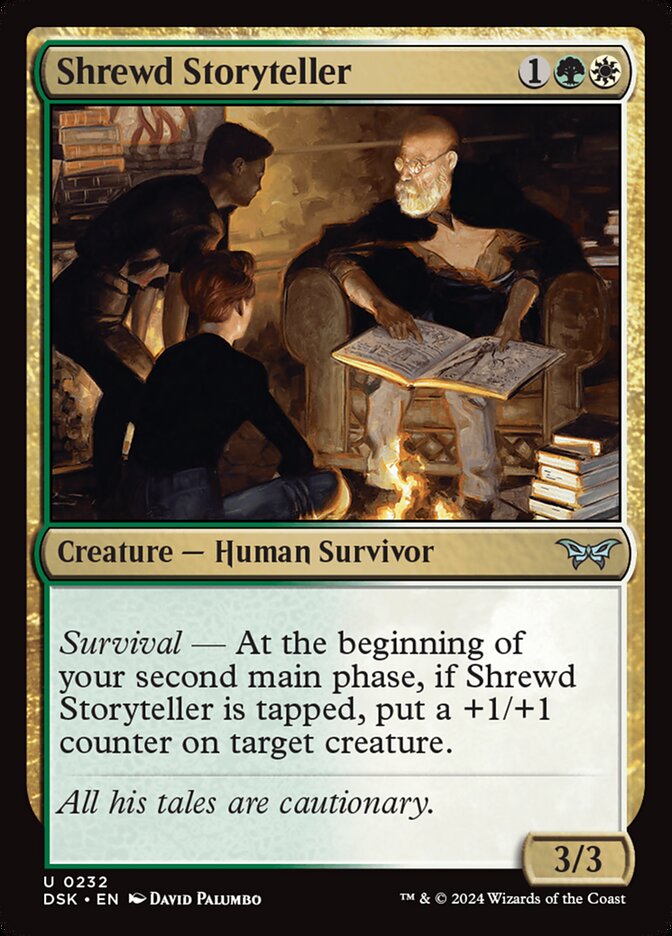 Shrewd Storyteller 1
Creature — Human Survivor
Survival — At the beginning of
your second main phase, if Shrewd
Storyteller is tapped, put a +1/+1
counter on target creature.
All his tales are cautionary.
3/3
U 0232
DSK • EN David Palumbo
™ & © 2024 Wizards of the Coast